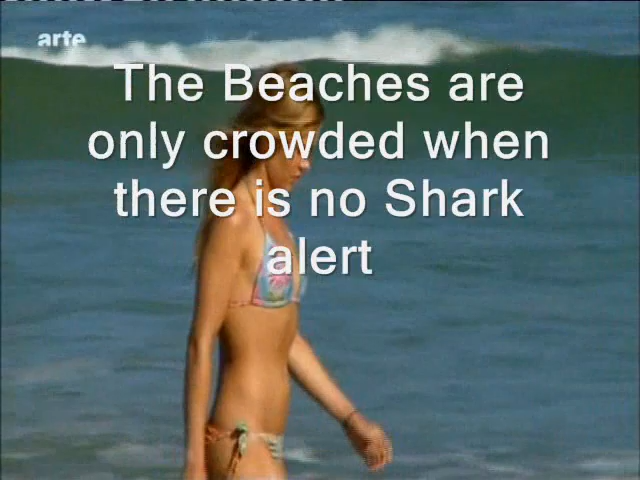 arte
The Beaches are
only crowded when
there is no Shark
alert